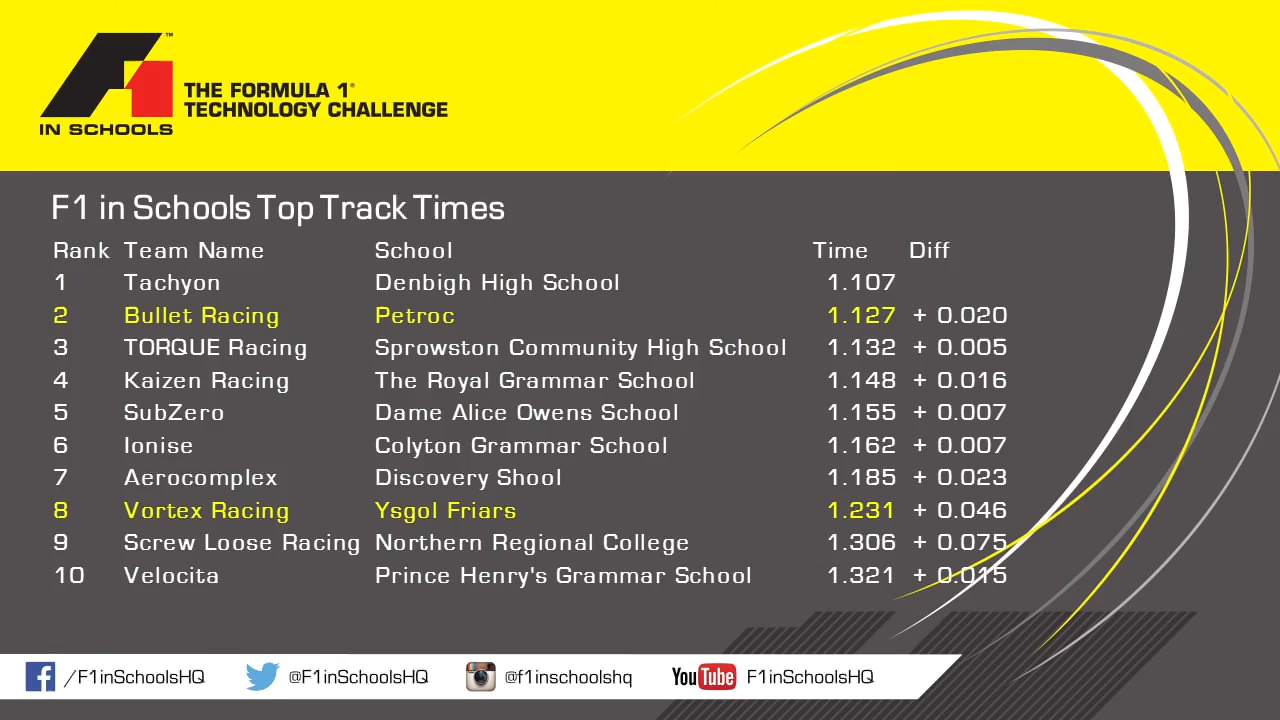 F1 ™
IN SCHOOLS
THE FORMULA 1®
TECHNOLOGY CHALLENGE
F1 in Schools Top Track Times
Rank Team Name School Time Diff
1 Tachyon Denbigh High School 1.107
2 Bullet Racing Petroc 1.127 + 0.020
3 TORQUE Racing Sprowston Community High School 1.132 + 0.005
4 Kaizen Racing The Royal Grammar School 1.148 + 0.016
5 SubZero Dame Alice Owens School 1.155 + 0.007
6 Ionise Colyton Grammar School 1.162 + 0.007
7 Aerocomplex Discovery Shool 1.185 + 0.023
8 Vortex Racing Ysgol Friars 1.231 + 0.046
9 Screw Loose Racing Northern Regional College 1.306 + 0.075
10 Velocita Prince Henry's Grammar School 1.321 + 0.015
f /F1inSchoolsHQ @F1inSchoolsHQ @f1inschoolshq YouTube F1inSchoolsHQ